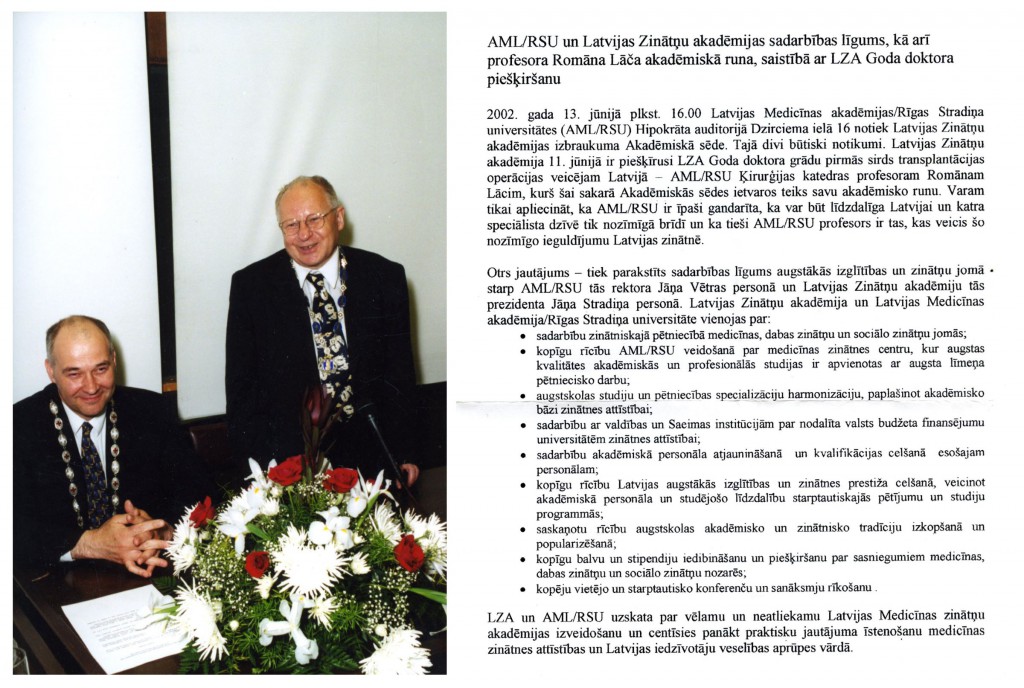 AML/RSU un Latvijas Zinātņu akadēmijas sadarbības līgums, kā arī
profesora Romāna Lāča akadēmiskā runa, saistībā ar LZA Goda doktora
piešķiršanu
2002. gada 13. jūnijā plkst. 16.00 Latvijas Medicīnas akadēmijas/Rīgas Stradiņa
universitātes (AML/RSU) Hipokrāta auditorijā Dzirciema ielā 16 notiek Latvijas Zinātņu
akadēmijas izbraukuma Akadēmiskā sēde. Tajā divi būtiski notikumi. Latvijas Zinātņu
akadēmija 11. jūnijā ir piešķīrusi LZA Goda doktora grādu pirmās sirds transplantācijas
operācijas veicējam Latvijā – AML/RSU Ķirurģijas katedras profesoram Romānam
Lācim, kurš šai sakarā Akadēmiskās sēdes ietvaros teiks savu akadēmisko runu. Varam
tikai apliecināt, ka AML/RSU ir īpaši gandarīta, ka var būt līdzdalīga Latvijai un katra
speciālista dzīvē tik nozīmīgā brīdī un ka tieši AML/RSU profesors ir tas, kas veicis šo
nozīmīgo ieguldījumu Latvijas zinātnē.
Otrs jautājums – tiek parakstīts sadarbības līgums augstākās izglītības un zinātņu jomā
starp AML/RSU tās rektora Jāņa Vētras personā un Latvijas Zinātņu akadēmiju tās
prezidenta Jāņa Stradiņa personā. Latvijas Zinātņu akadēmija un Latvijas Medicīnas
akadēmija/Rīgas Stradiņa universitāte vienojas par:
• sadarbību zinātniskajā pētniecībā medicīnas, dabas zinātņu un sociālo zinātņu jomās;
• kopīgu rīcību AML/RSU veidošanā par medicīnas zinātnes centru, kur augstas
kvalitātes akadēmiskās un profesionālās studijas ir apvienotas ar augsta līmeņa
pētniecisko darbu;
• augstskolas studiju un pētniecības specializāciju harmonizāciju, paplašinot akadēmisko
bāzi zinātnes attīstībai;
• sadarbību ar valdības un Saeimas institūcijām par nodalīta valsts budžeta finansējumu
universitātēm zinātnes attīstībai;
• sadarbību akadēmiskā personāla atjaunināšanā un kvalifikācijas celšanā esošajam
personālam;
• kopīgu rīcību Latvijas augstākās izglītības un zinātnes prestiža celšanā, veicinot
akadēmiskā personāla un studējošo līdzdalību starptautiskajās pētījumu un studiju
programmās;
• saskaņotu rīcību augstskolas akadēmisko un zinātnisko tradīciju izkopšanā un
popularizēšanā;
• kopīgu balvu un stipendiju iedibināšanu un piešķiršanu par sasniegumiem medicīnas,
dabas zinātņu un sociālo zinātņu nozarēs;
• kopēju vietējo un starptautisko konferenču un sanāksmju rīkošanu .
LZA un AML/RSU uzskata par vēlamu un neatliekamu Latvijas Medicīnas zinātņu
akadēmijas izveidošanu un centīsies panākt praktisku jautājuma īstenošanu medicīnas
zinātnes attīstības un Latvijas iedzīvotāju veselības aprūpes vārdā.